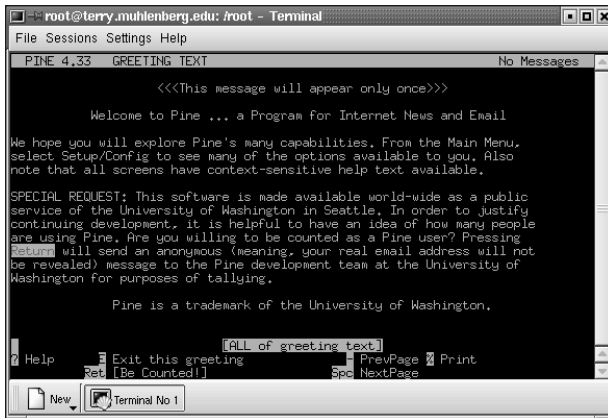 root@terry.muhlenberg.edu: /root - Terminal
File Sessions Settings Help
PINE 4.33 GREETING TEXT No Messages
<<<This message will appear only once>>>
Welcome to Pine ... a Program for Internet News and Email
We hope you will explore Pine's many capabilities. From the Main Menu,
select Setup/Config to see many of the options available to you. Also
note that all screens have context-sensitive help text available.
SPECIAL REQUEST: This software is made available world-wide as a public
service of the University of Washington in Seattle. In order to justify
continuing development, it is helpful to have an idea of how many people
are using Pine. Are you willing to be counted as a Pine user? Pressing
Return will send an anonymous (meaning, your real email address will not
be revealed) message to the Pine development team at the University of
Washington for purposes of tallying.
Pine is a trademark of the University of Washington.
[ALL of greeting text]
? Help E Exit this greeting - PrevPage % Print
Ret [Be Counted!] Spc NextPage
New Terminal No 1